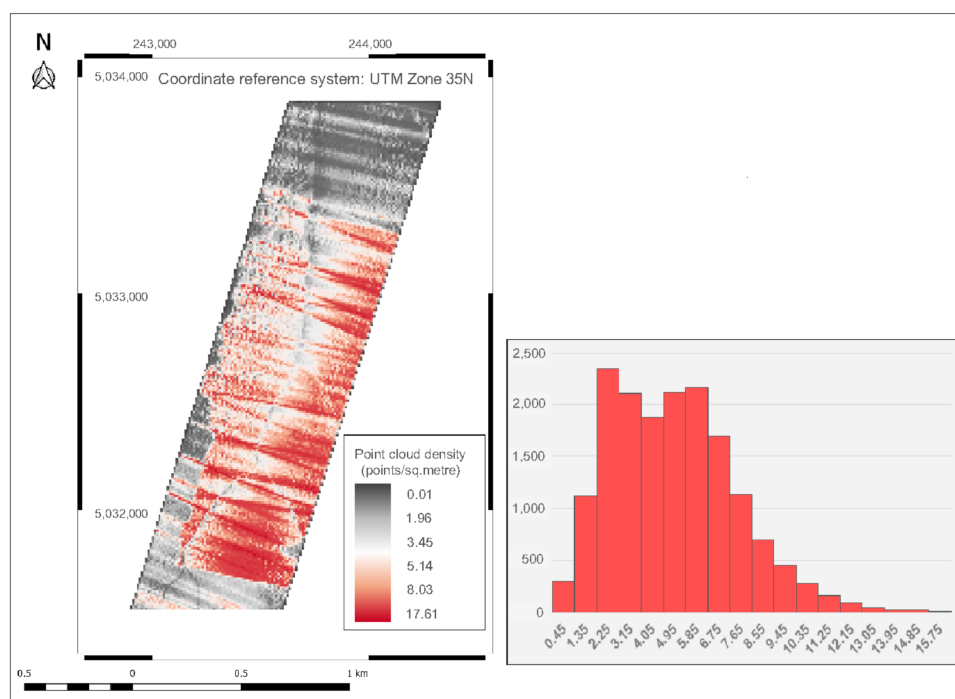 N
243,000 244,000
5,034,000
Coordinate reference system: UTM Zone 35N
5,033,000
5,032,000
Point cloud density
(points/sq.metre)
0.01
1.96
3.45
5.14
8.03
17.61
0.5 0 0.5 1 km
2,500
2,000
1,500
1,000
500
0
0.45 1.35 2.25 3.15 4.05 4.95 5.85 6.75 7.65 8.55 9.45 10.35 11.25 12.15 13.05 13.95 14.85 15.75